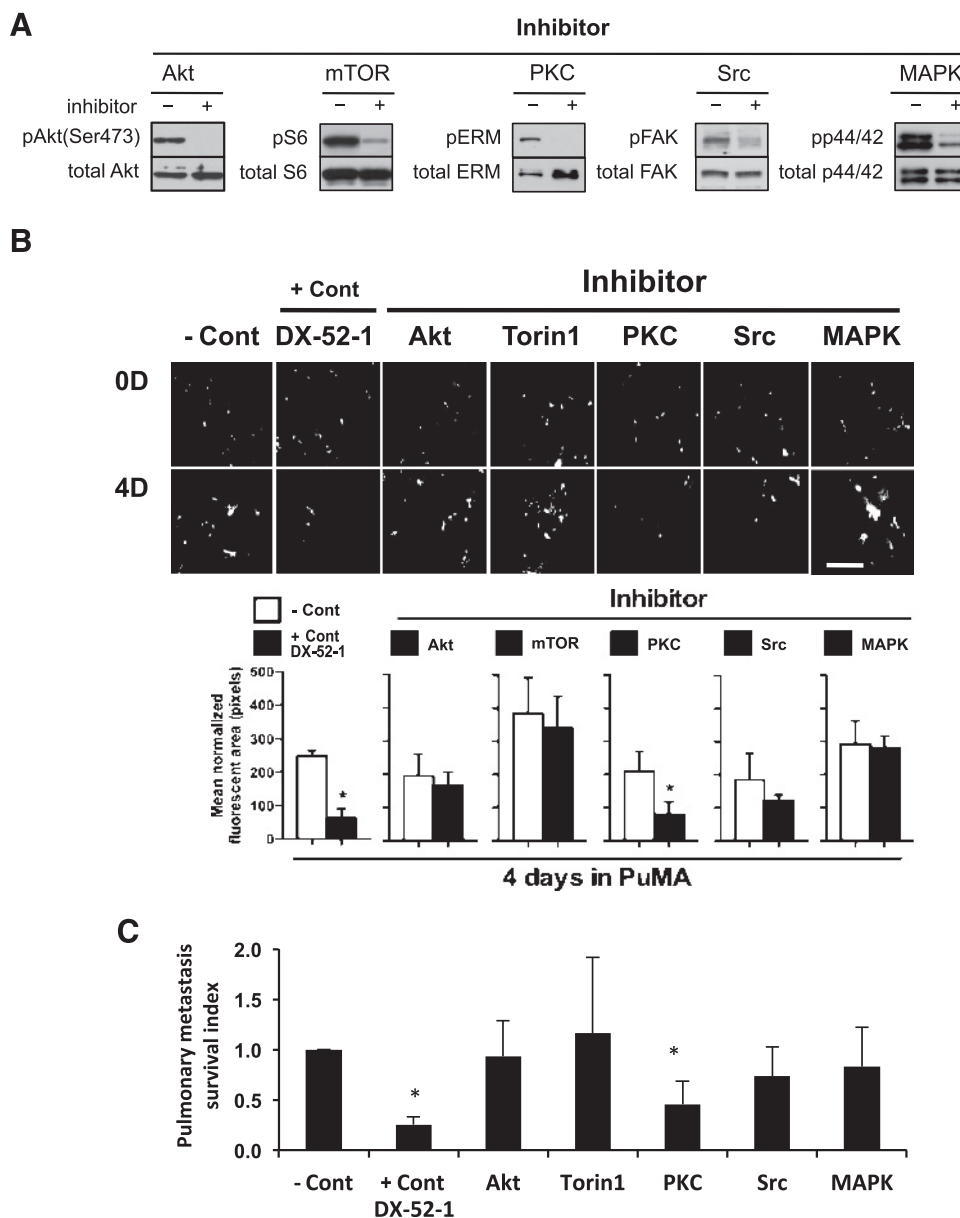 A
Inhibitor
Akt mTOR PKC Src MAPK
inhibitor − + − + − + − + − +
pAkt(Ser473) pS6 pERM pFAK pp44/42
total Akt total S6 total ERM total FAK total p44/42
B
+ Cont Inhibitor
- Cont DX-52-1 Akt Torin1 PKC Src MAPK
0D
4D
- Cont Inhibitor
+ Cont
DX-52-1 Akt mTOR PKC Src MAPK
Mean normalized
fluorescent area (pixels)
500
400
300
200
100
0
* *
4 days in PuMA
C
Pulmonary metastasis
survival index
2.0
1.5
1.0
0.5
0.0
* *
- Cont + Cont Akt Torin1 PKC Src MAPK
DX-52-1